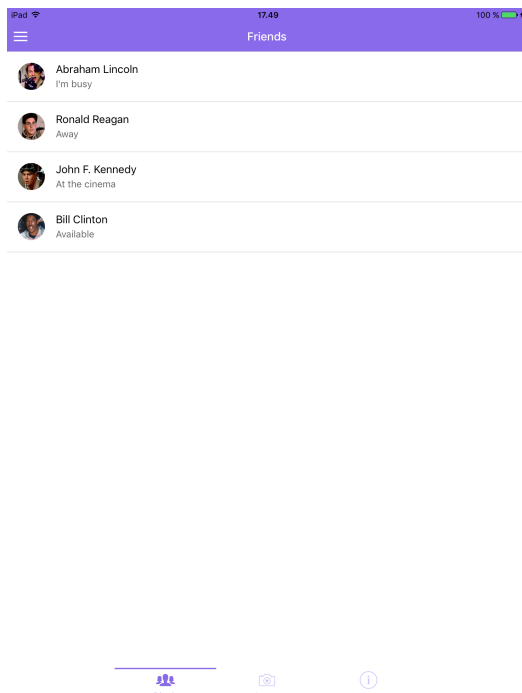 iPad 17.49 100 %
Friends
Abraham Lincoln
I'm busy
Ronald Reagan
Away
John F. Kennedy
At the cinema
Bill Clinton
Available